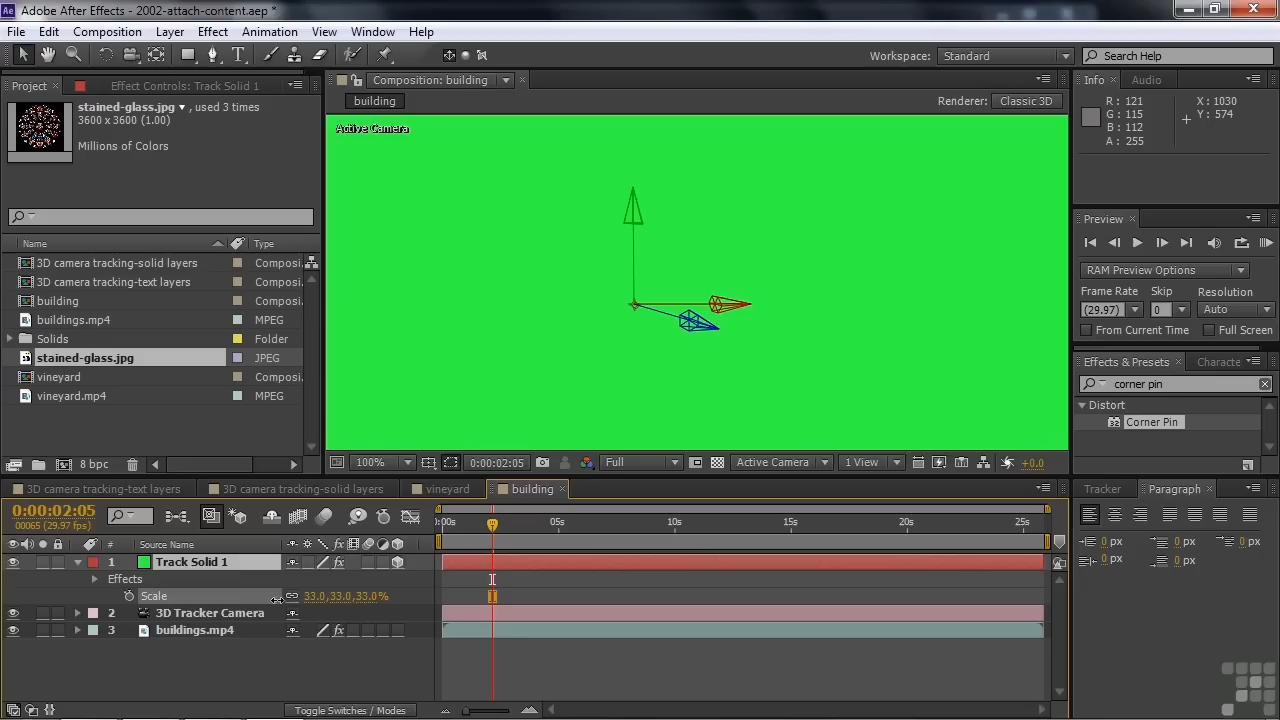 Adobe After Effects - 2002-attach-content.aep *
File Edit Composition Layer Effect Animation View Window Help
Workspace: Standard Search Help
Project Effect Controls: Track Solid 1
stained-glass.jpg , used 3 times
3600 x 3600 (1.00)
Millions of Colors
Name Type
3D camera tracking-solid layers Composi
3D camera tracking-text layers Composi
building Composi
buildings.mp4 MPEG
Solids Folder
stained-glass.jpg JPEG
vineyard Composi
vineyard.mp4 MPEG
8 bpc
Composition: building
building
Renderer: Classic 3D
Active Camera
100% 0:00:02:05 Full Active Camera 1 View +0.0
Info Audio
R : 121
G : 115
B : 112
A : 255
X : 1030
Y : 574
Preview
RAM Preview Options
Frame Rate Skip Resolution
(29.97) 0 Auto
From Current Time Full Screen
Effects & Presets Characte
corner pin
Distort
32 Corner Pin
3D camera tracking-text layers 3D camera tracking-solid layers vineyard building
0:00:02:05
00065 (29.97 fps)
:00s 05s 10s 15s 20s 25s
# Source Name
1 Track Solid 1
Effects
Scale 33.0,33.0,33.0%
2 3D Tracker Camera
3 buildings.mp4
Toggle Switches / Modes
Tracker Paragraph
0 px 0 px 0 px
0 px 0 px